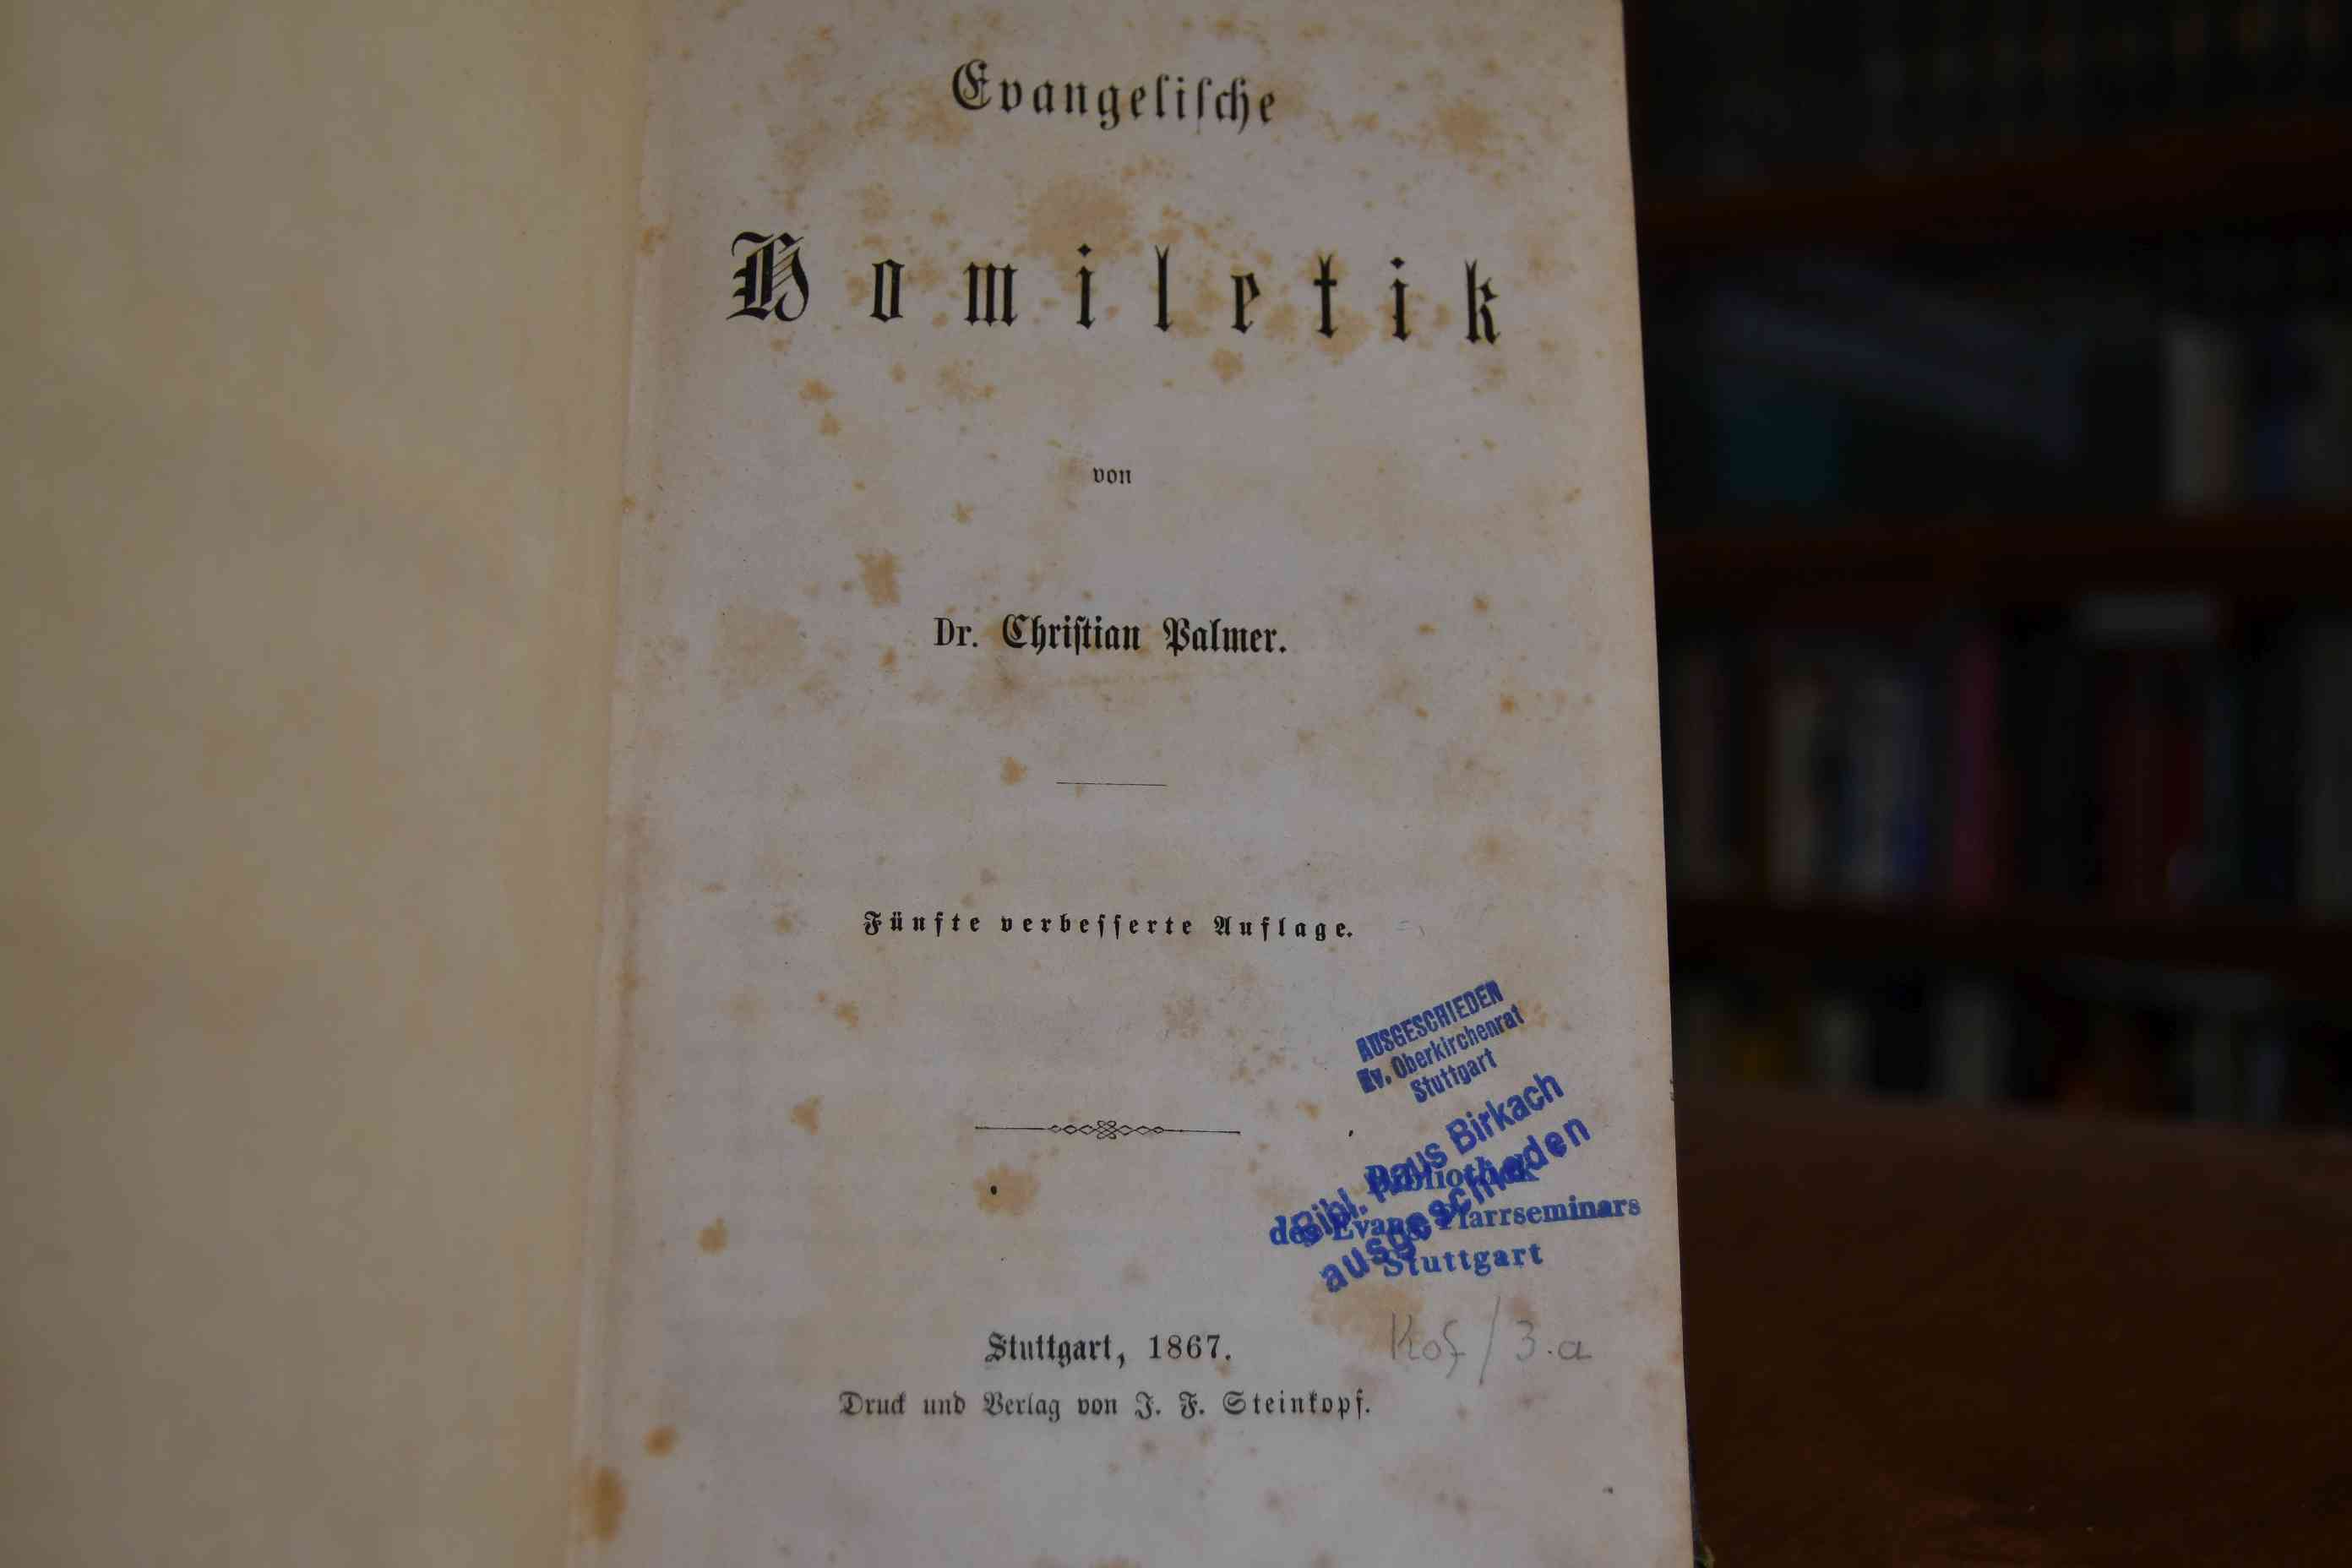 Evangelische
Homiletik
von
Dr. Christian Palmer.
Fünfte verbesserte Auflage.
AUSGESCHIEDEN
Ev. Oberkirchenrat
Stuttgart
Bibl. Haus Birkach
ausgeschieden
Bibliothek
des Evang. Pfarrseminars
Stuttgart
Stuttgart, 1867.
Druck und Verlag von J. F. Steinkopf.